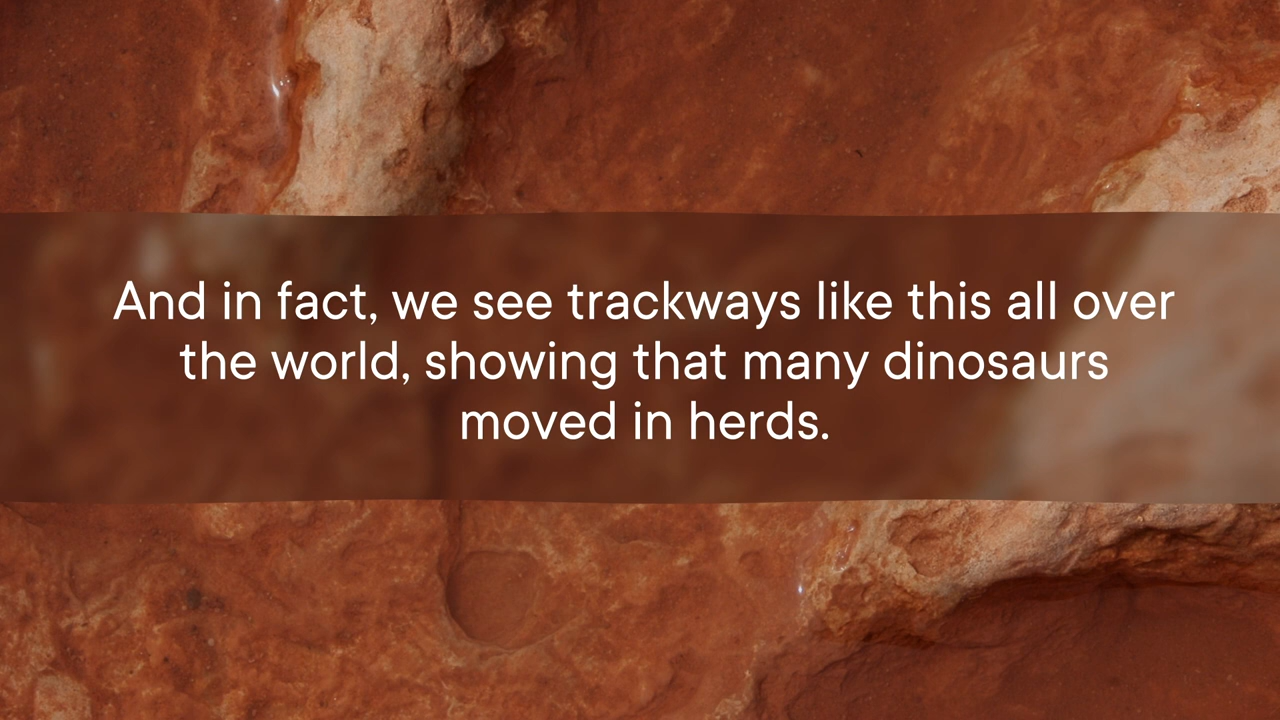 And in fact, we see trackways like this all over
the world, showing that many dinosaurs
moved in herds.